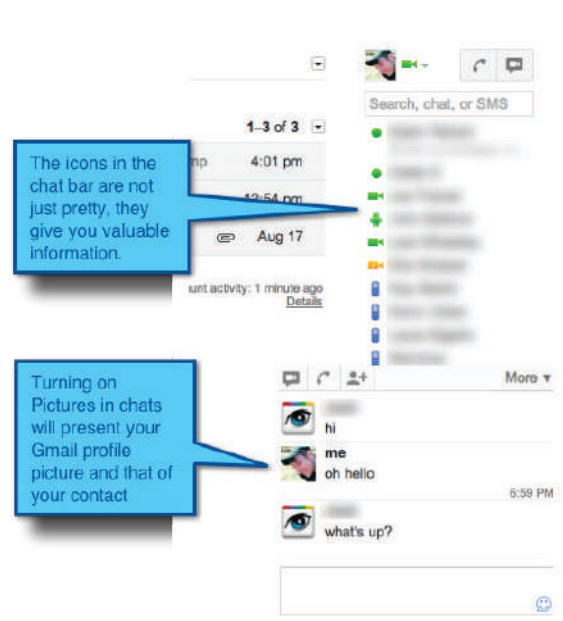 Search, chat, or SMS
1–3 of 3
The icons in the
chat bar are not
just pretty, they
give you valuable
information.
4:01 pm
12:54 pm
Aug 17
unt activity: 1 minute ago
Details
Turning on
Pictures in chats
will present your
Gmail profile
picture and that of
your contact
More
hi
me
oh hello
6:59 PM
what's up?